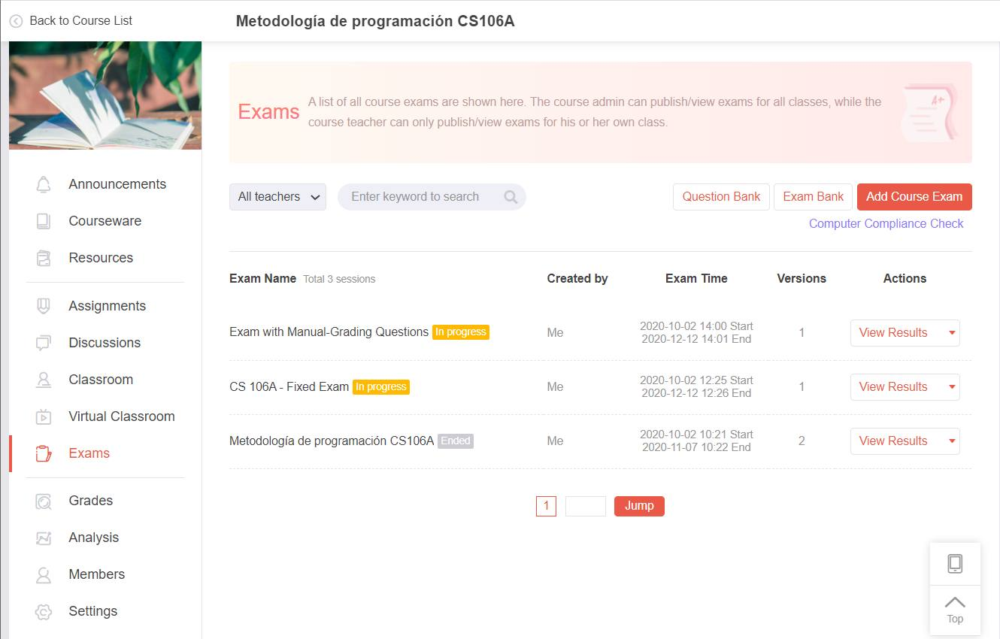 Back to Course List
Metodología de programación CS106A
Announcements
Courseware
Resources
Assignments
Discussions
Classroom
Virtual Classroom
Exams
Grades
Analysis
Members
Settings
Exams
A list of all course exams are shown here. The course admin can publish/view exams for all classes, while the
course teacher can only publish/view exams for his or her own class.
A+
All teachers
Enter keyword to search
Question Bank
Exam Bank
Add Course Exam
Computer Compliance Check
Exam Name Total 3 sessions Created by Exam Time Versions Actions
Exam with Manual-Grading Questions In progress Me 2020-10-02 14:00 Start 1 View Results
2020-12-12 14:01 End
CS 106A - Fixed Exam In progress Me 2020-10-02 12:25 Start 1 View Results
2020-12-12 12:26 End
Metodología de programación CS106A Ended Me 2020-10-02 10:21 Start 2 View Results
2020-11-07 10:22 End
1 Jump
Top